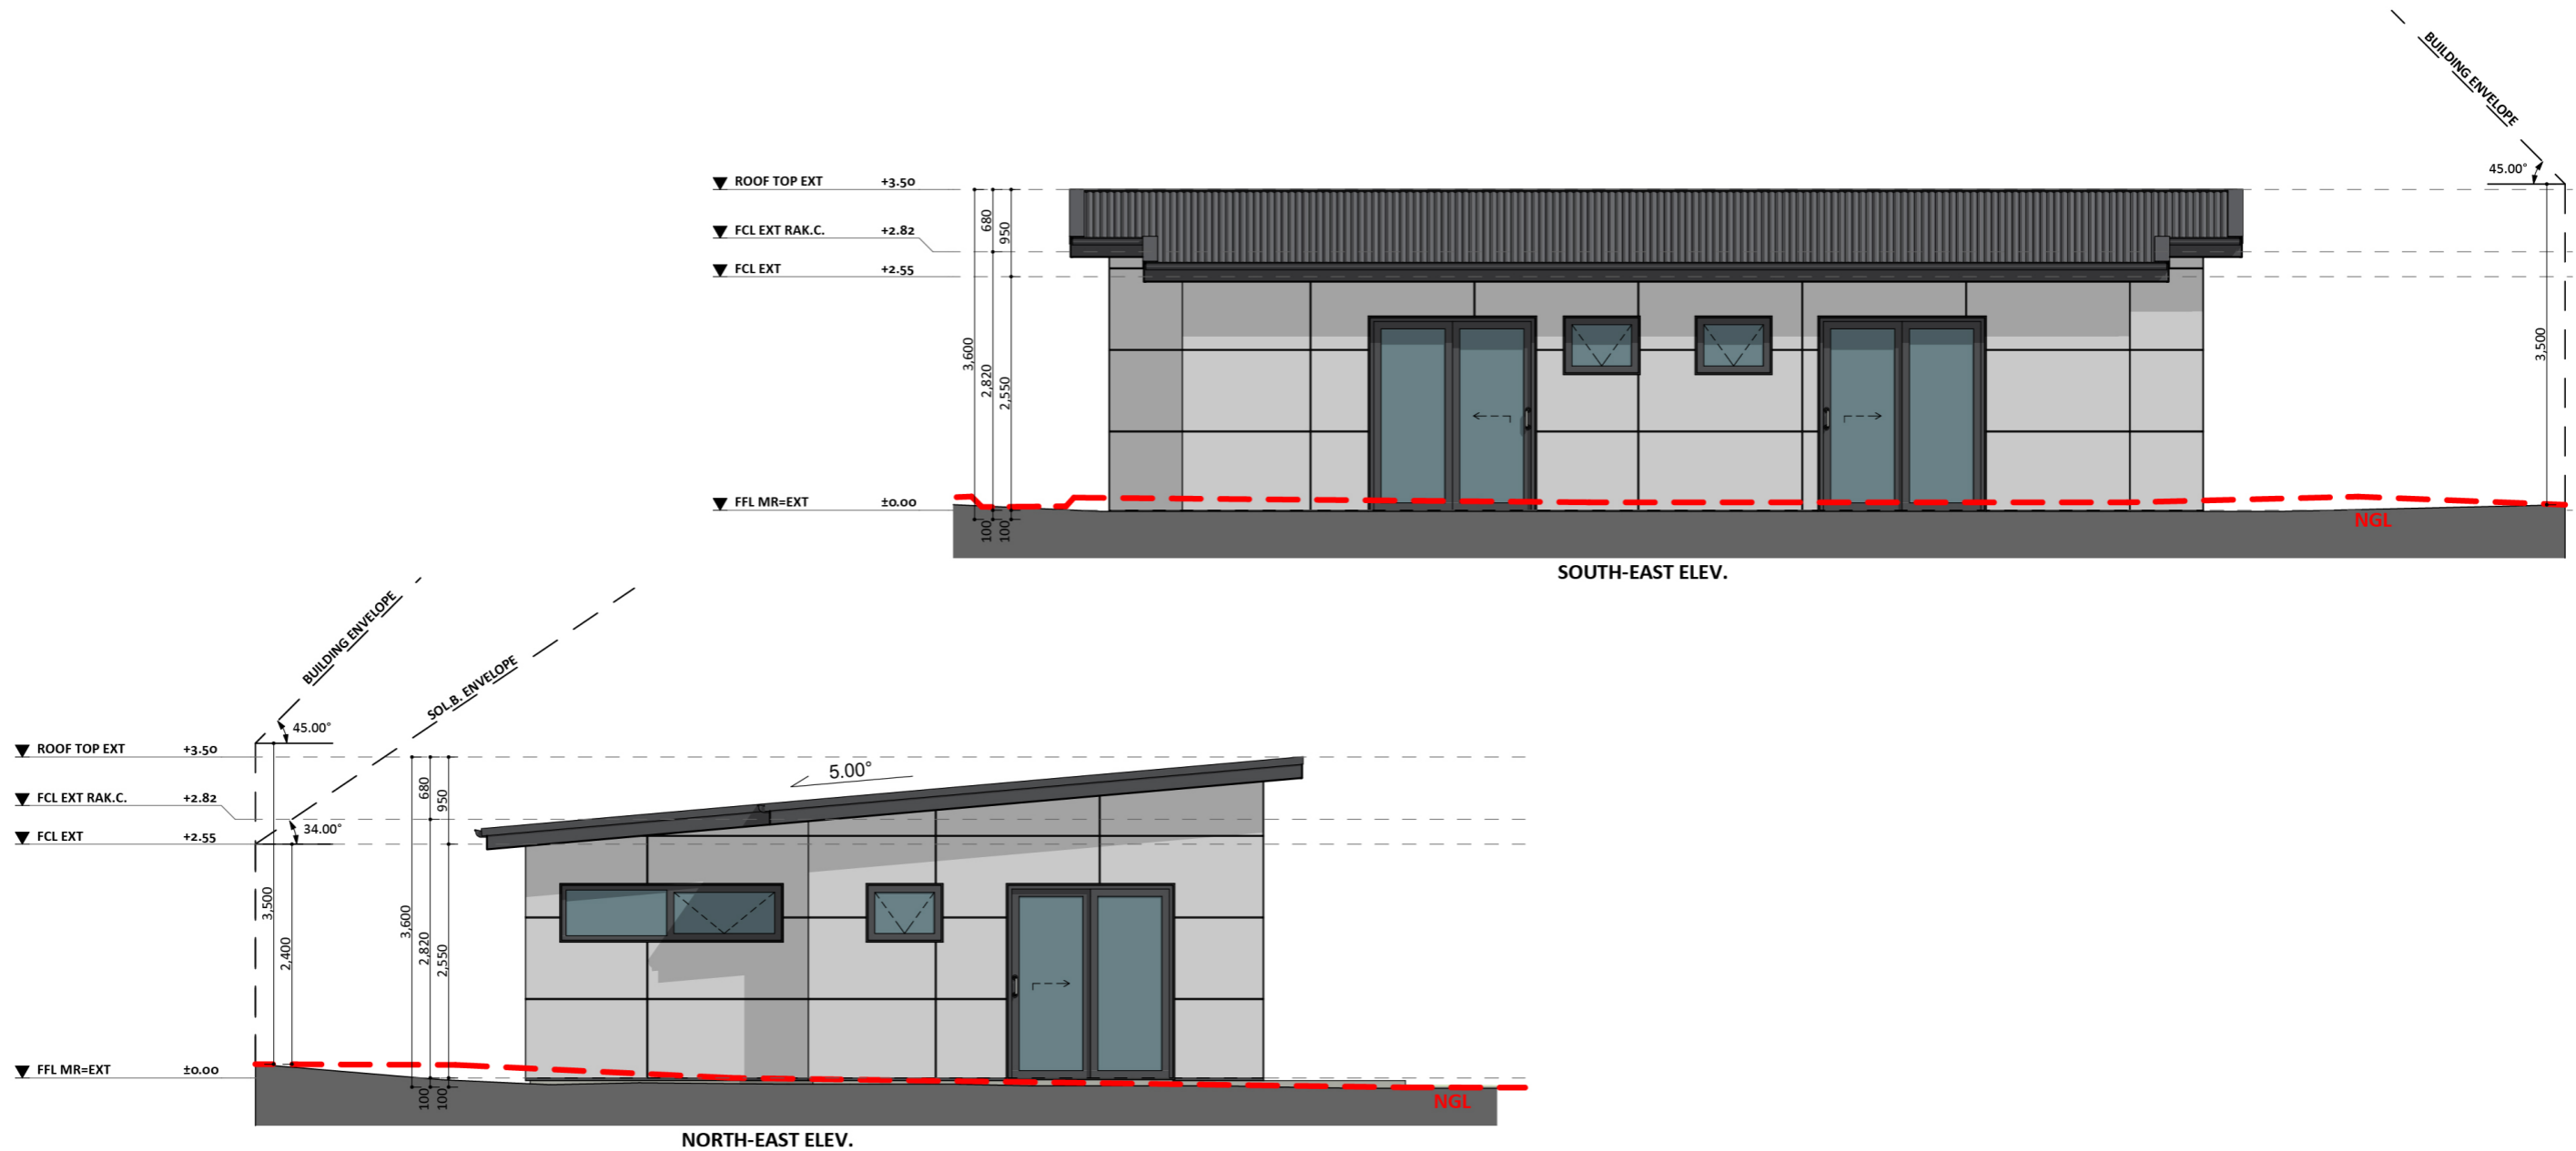 BUILDING ENVELOPE
45.00°
ROOF TOP EXT +3.50
FCL EXT RAK.C. +2.82
FCL EXT +2.55
FFL MR=EXT ±0.00
680
950
3,600
2,820
2,550
100
100
3,500
NGL
SOUTH-EAST ELEV.
BUILDING ENVELOPE
SOL.B. ENVELOPE
45.00°
34.00°
ROOF TOP EXT +3.50
FCL EXT RAK.C. +2.82
FCL EXT +2.55
FFL MR=EXT ±0.00
3,500
2,400
680
950
3,600
2,820
2,550
100
100
5.00°
NGL
NORTH-EAST ELEV.